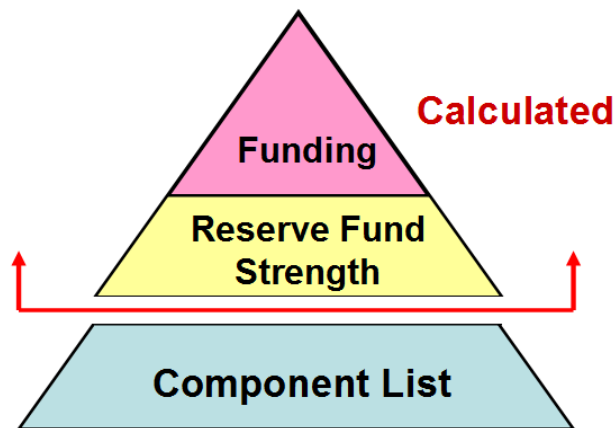 Calculated
Funding
Reserve Fund
Strength
Component List